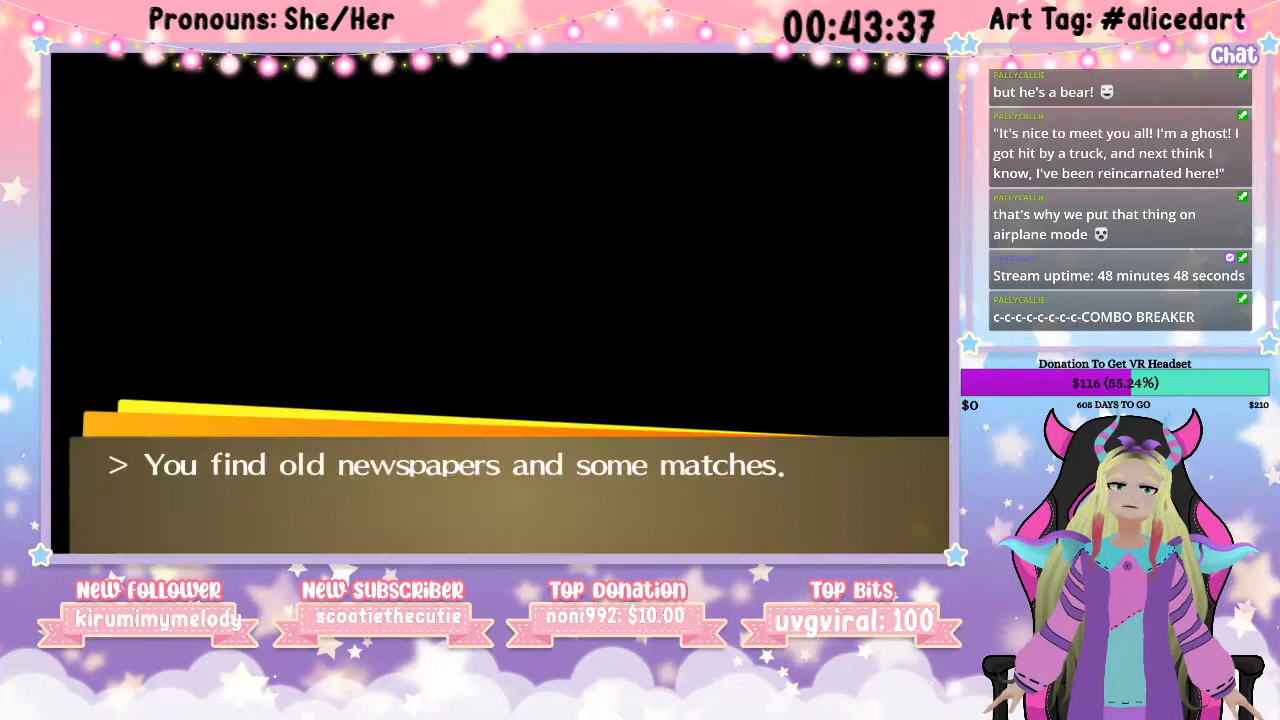 Pronouns: She/Her
00:43:37
Art Tag: #alicedart
Chat
PALLYCALLIE
but he's a bear!
PALLYCALLIE
"It's nice to meet you all! I'm a ghost! I
got hit by a truck, and next think I
know, I've been reincarnated here!"
PALLYCALLIE
that's why we put that thing on
airplane mode
Stream uptime: 48 minutes 48 seconds
PALLYCALLIE
c-c-c-c-c-c-c-c-COMBO BREAKER
Donation To Get VR Headset
$116 (55.24%)
$0
605 DAYS TO GO
$210
> You find old newspapers and some matches.
New Follower
kirumimymelody
New Subscriber
scootiethecutie
Top Donation
noni992: $10.00
Top Bits
uvgviral: 100